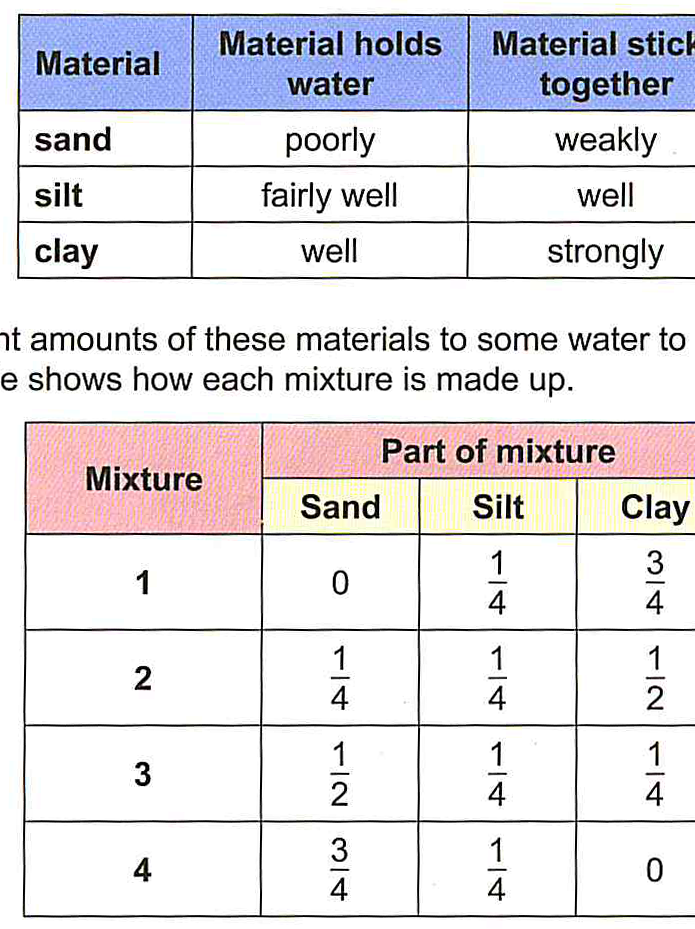 Material Material holds water Material stick together
sand poorly weakly
silt fairly well well
clay well strongly
nt amounts of these materials to some water to
e shows how each mixture is made up.
Mixture Part of mixture
Sand Silt Clay
1 0 1/4 3/4
2 1/4 1/4 1/2
3 1/2 1/4 1/4
4 3/4 1/4 0